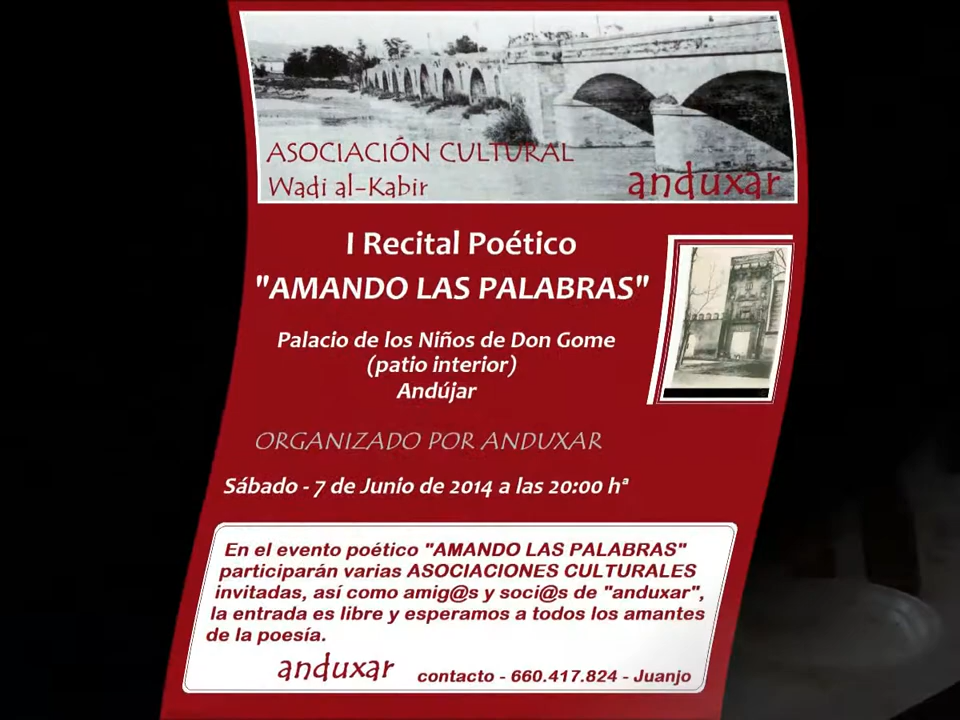 ASOCIACIÓN CULTURAL
Wadi al-Kabir
anduxar
I Recital Poético
"AMANDO LAS PALABRAS"
Palacio de los Niños de Don Gome
(patio interior)
Andújar
ORGANIZADO POR ANDUXAR
Sábado - 7 de Junio de 2014 a las 20:00 hª
En el evento poético "AMANDO LAS PALABRAS"
participarán varias ASOCIACIONES CULTURALES
invitadas, así como amig@s y soci@s de "anduxar",
la entrada es libre y esperamos a todos los amantes
de la poesía.
anduxar
contacto - 660.417.824 - Juanjo